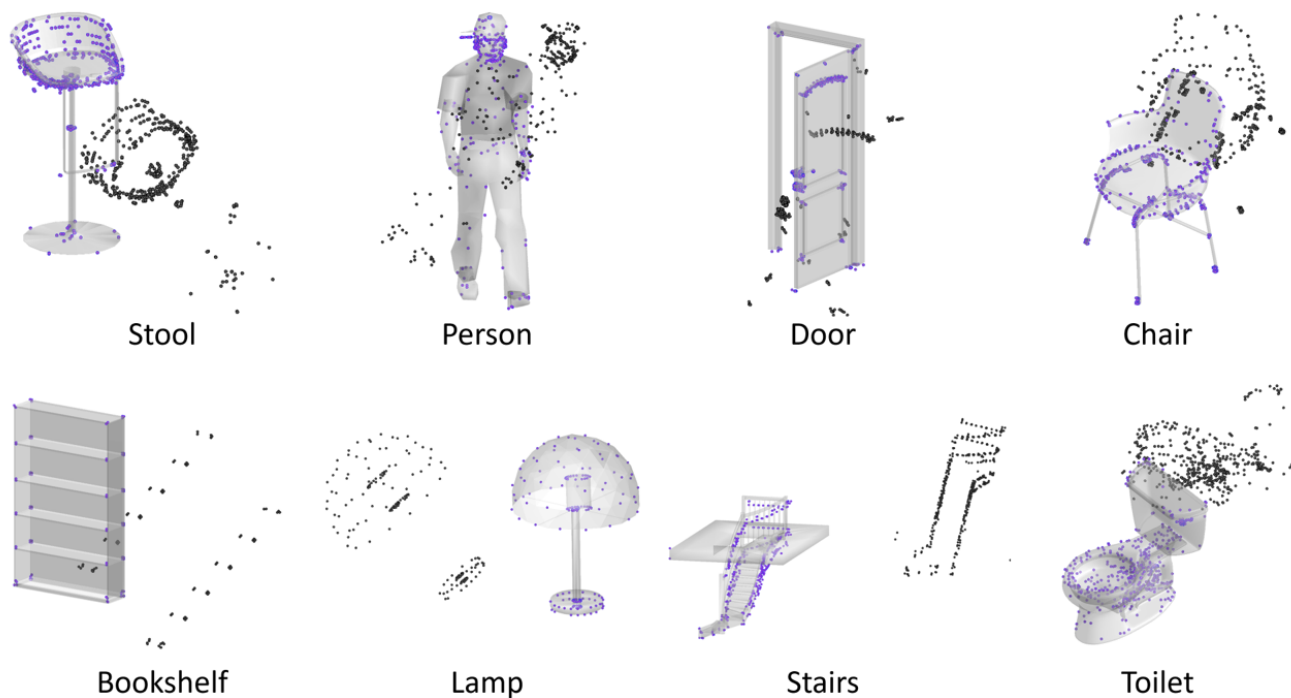 Stool
Person
Door
Chair
Bookshelf
Lamp
Stairs
Toilet